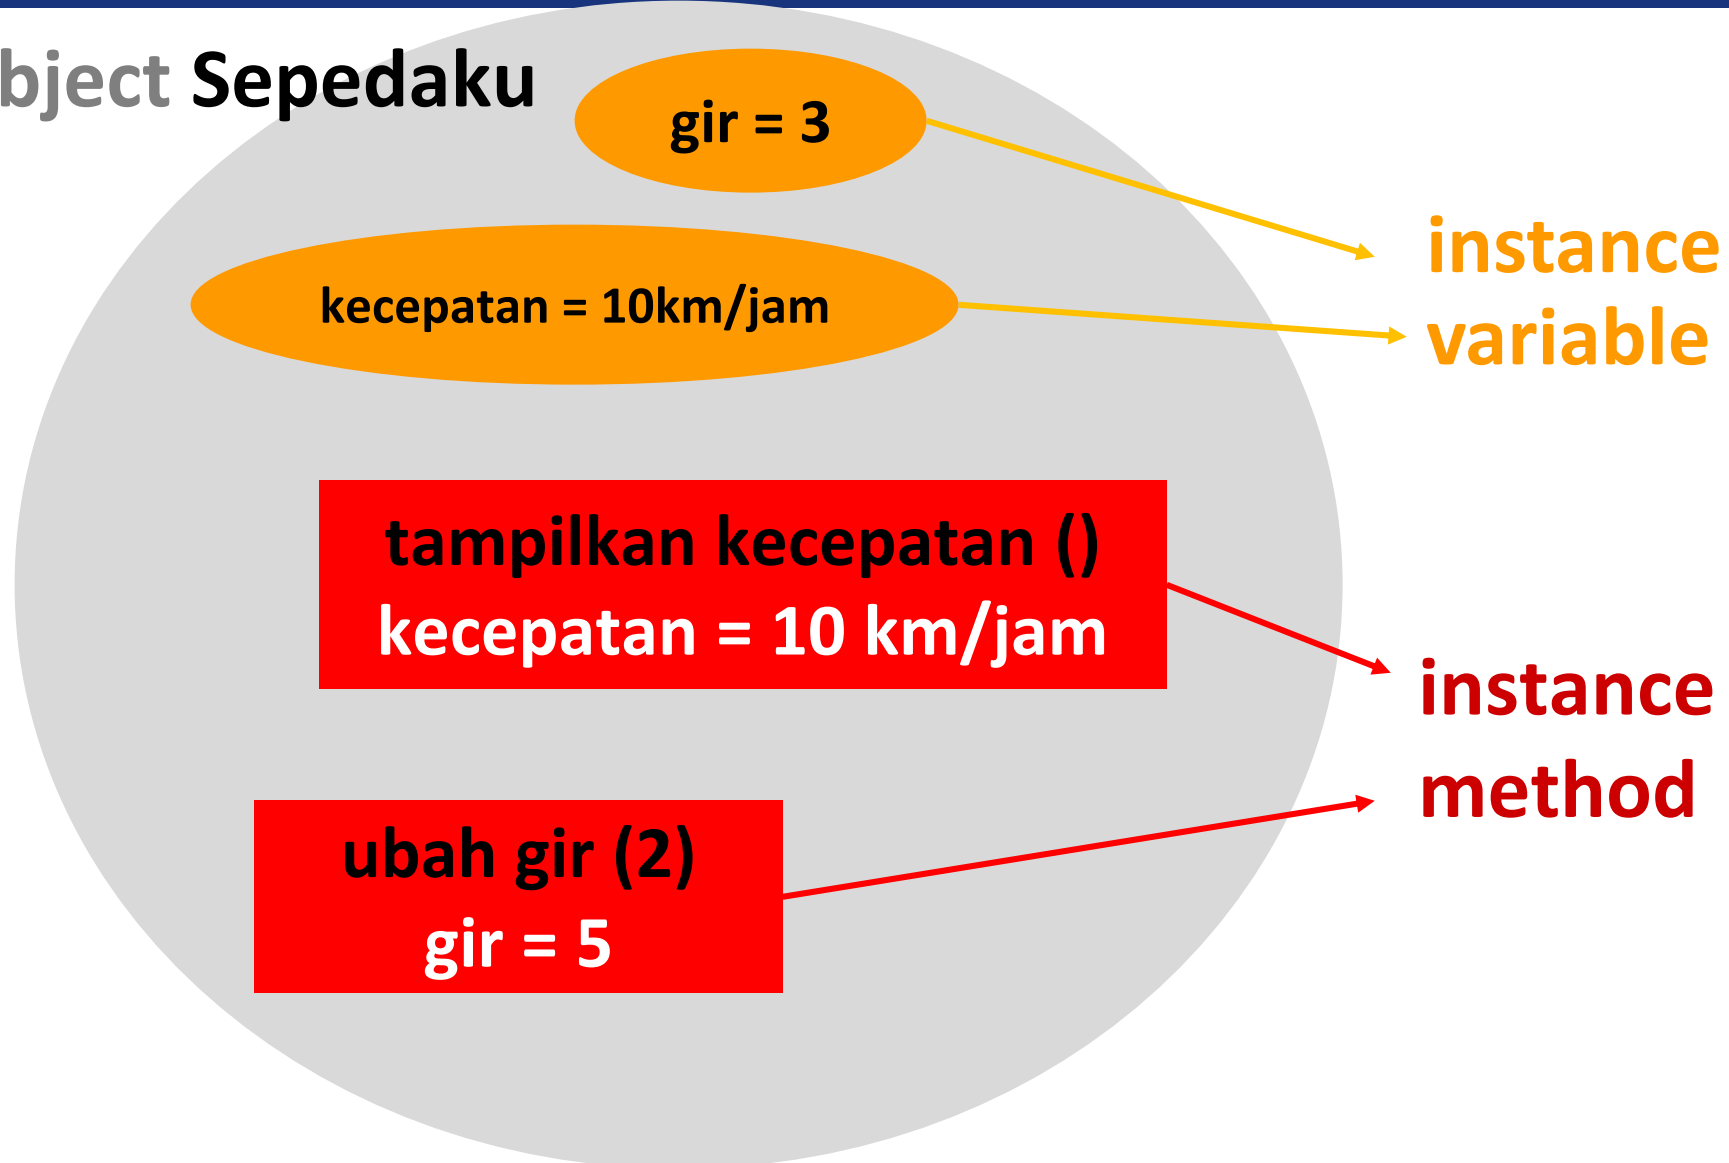 bject Sepedaku
gir = 3
kecepatan = 10km/jam
instance
variable
tampilkan kecepatan ()
kecepatan = 10 km/jam
instance
method
ubah gir (2)
gir = 5